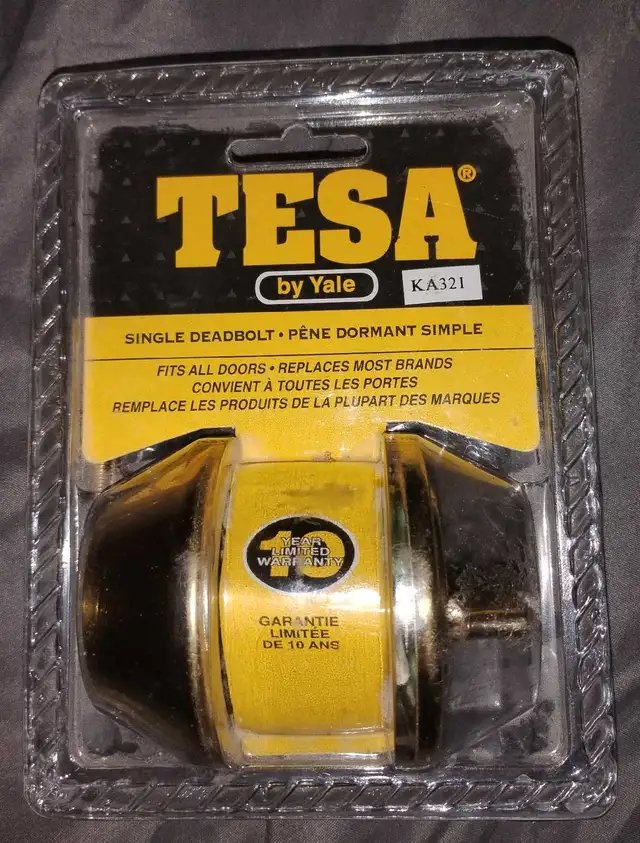 TESA®
by Yale
KA321
SINGLE DEADBOLT • PÊNE DORMANT SIMPLE
FITS ALL DOORS • REPLACES MOST BRANDS
CONVIENT À TOUTES LES PORTES
REMPLACE LES PRODUITS DE LA PLUPART DES MARQUES
10
YEAR
LIMITED
WARRANTY
GARANTIE
LIMITÉE
DE 10 ANS